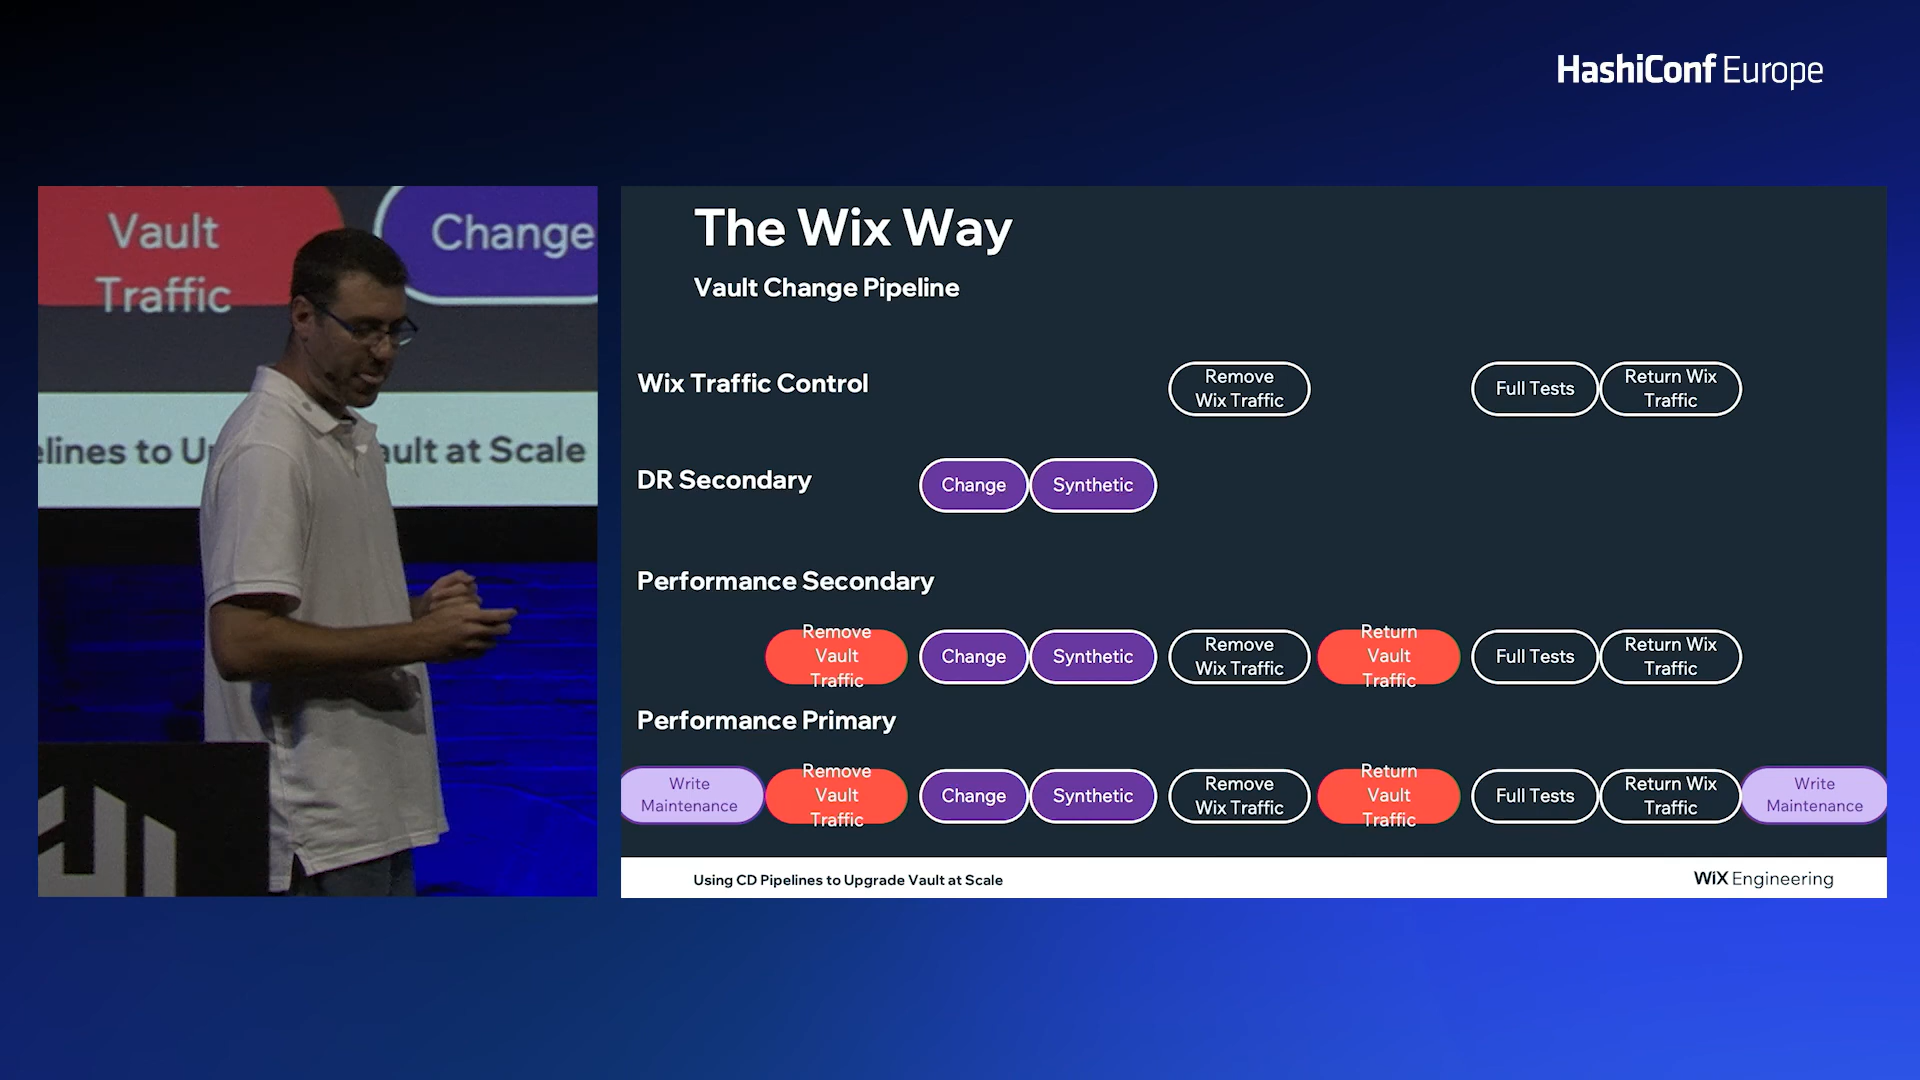 HashiConf Europe
Vault
Traffic
Change
elines to U
ault at Scale
The Wix Way
Vault Change Pipeline
Wix Traffic Control
Remove
Wix Traffic
Full Tests
Return Wix
Traffic
DR Secondary
Change
Synthetic
Performance Secondary
Remove
Vault
Traffic
Change
Synthetic
Remove
Wix Traffic
Return
Vault
Traffic
Full Tests
Return Wix
Traffic
Performance Primary
Write
Maintenance
Remove
Vault
Traffic
Change
Synthetic
Remove
Wix Traffic
Return
Vault
Traffic
Full Tests
Return Wix
Traffic
Write
Maintenance
Using CD Pipelines to Upgrade Vault at Scale
WiX Engineering